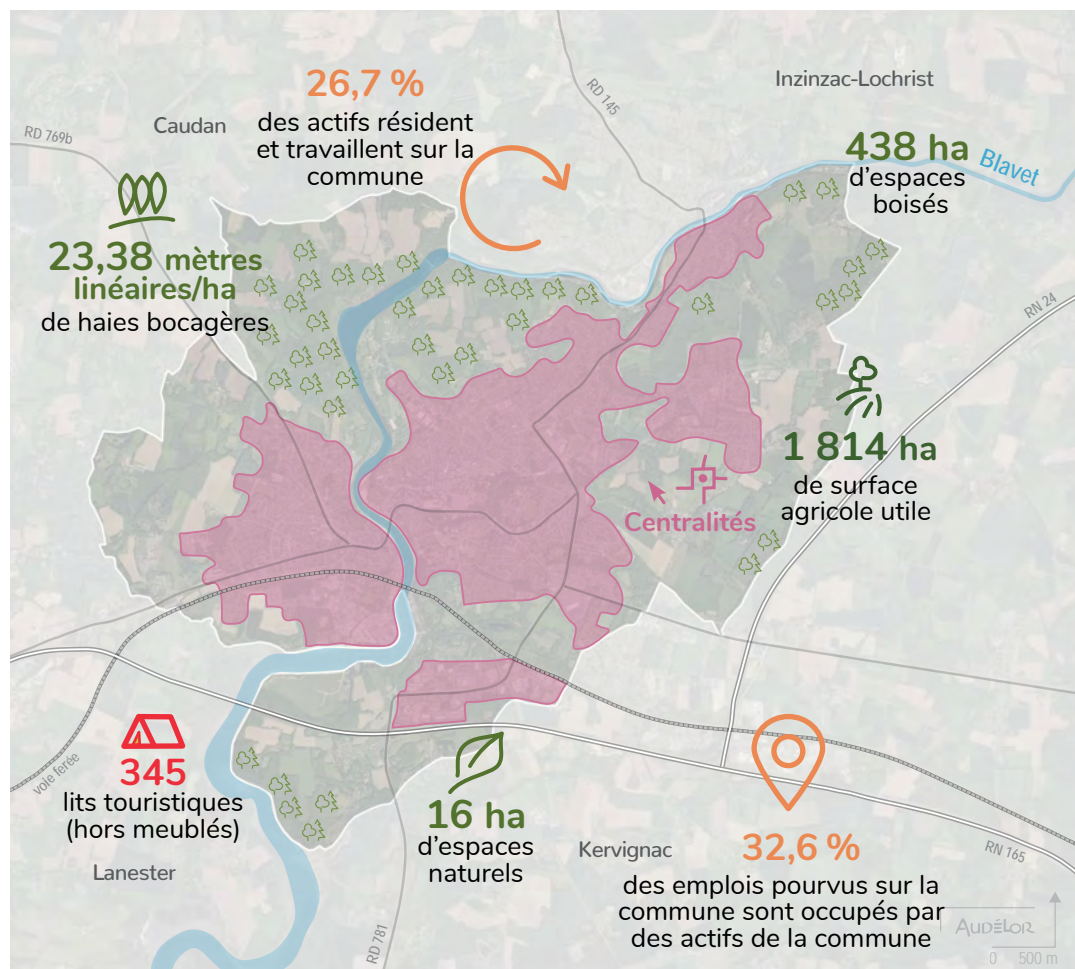 26,7 %
des actifs résident
et travaillent sur la
commune
Inzinzac-Lochrist
RD 145
Caudan
RD 769b
438 ha
d'espaces
boisés
Blavet
23,38 mètres
linéaires/ha
de haies bocagères
RN 24
1 814 ha
de surface
agricole utile
Centralités
voie ferée
345
lits touristiques
(hors meublés)
Lanester
16 ha
d'espaces
naturels
Kervignac
RD 781
32,6 %
des emplois pourvus sur la
commune sont occupés par
des actifs de la commune
RN 165
AUDÉLOR
0 500 m